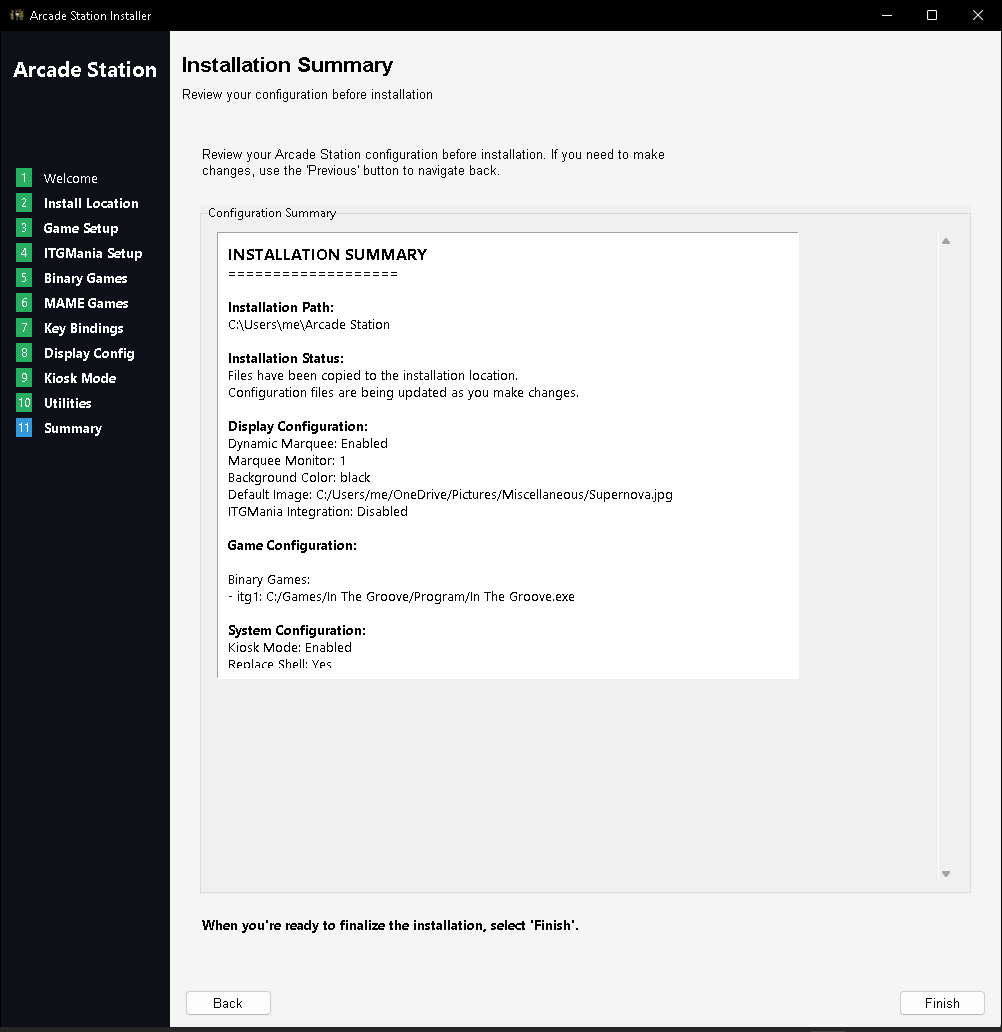 Arcade Station Installer
Arcade Station
1 Welcome
2 Install Location
3 Game Setup
4 ITGMania Setup
5 Binary Games
6 MAME Games
7 Key Bindings
8 Display Config
9 Kiosk Mode
10 Utilities
11 Summary
Installation Summary
Review your configuration before installation
Review your Arcade Station configuration before installation. If you need to make
changes, use the 'Previous' button to navigate back.
Configuration Summary
INSTALLATION SUMMARY
===================
Installation Path:
C:\Users\me\Arcade Station
Installation Status:
Files have been copied to the installation location.
Configuration files are being updated as you make changes.
Display Configuration:
Dynamic Marquee: Enabled
Marquee Monitor: 1
Background Color: black
Default Image: C:/Users/me/OneDrive/Pictures/Miscellaneous/Supernova.jpg
ITGMania Integration: Disabled
Game Configuration:
Binary Games:
- itg1: C:/Games/In The Groove/Program/In The Groove.exe
System Configuration:
Kiosk Mode: Enabled
Replace Shell: Yes
When you're ready to finalize the installation, select 'Finish'.
Back
Finish